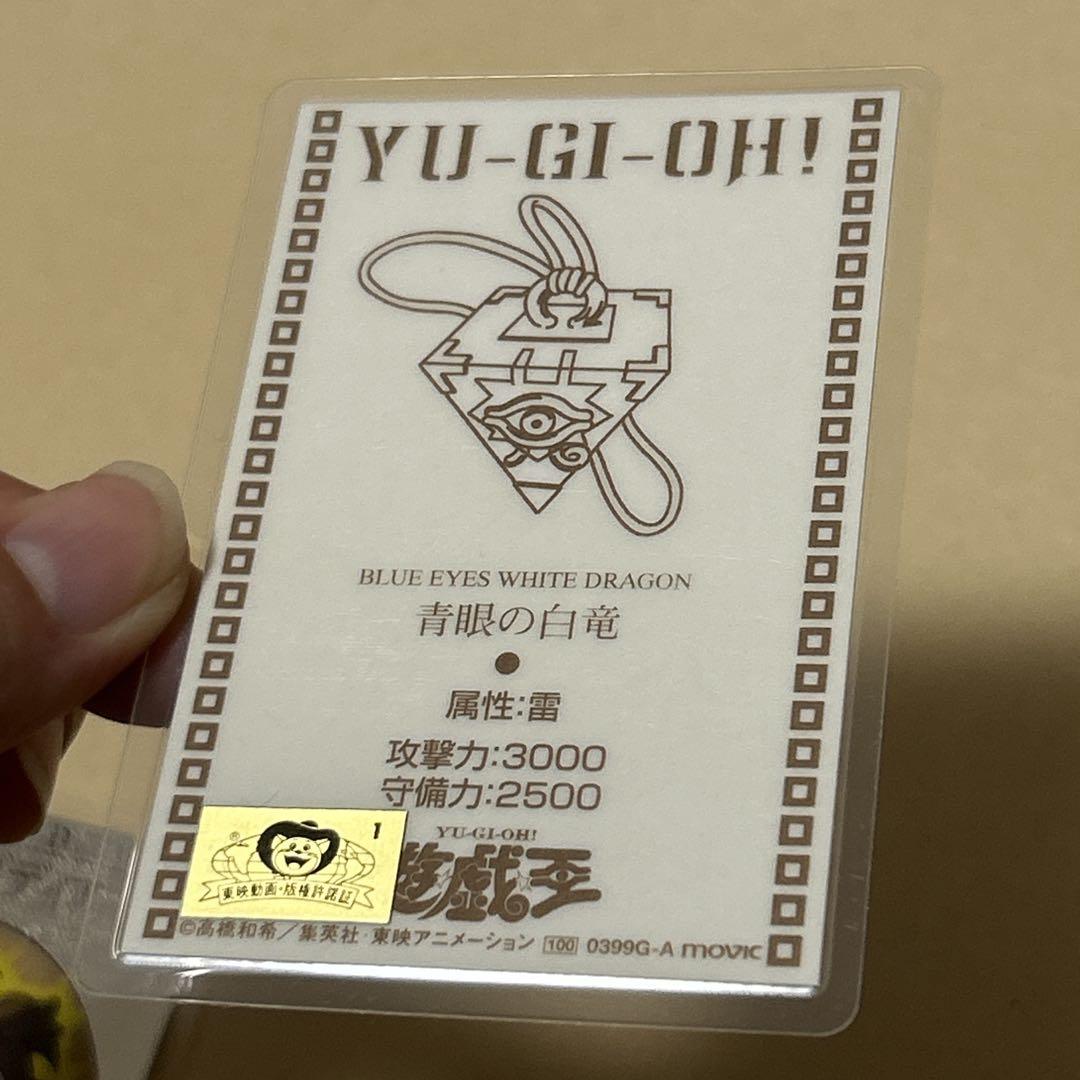 YU-GI-OH!
BLUE EYES WHITE DRAGON
青眼の白竜
●
属性:雷
攻撃力:3000
守備力:2500
YU-GI-OH!
遊戯王
® 1
東映動画・版権許諾証
©高橋和希／集英社・東映アニメーション 100 0399G-A movic